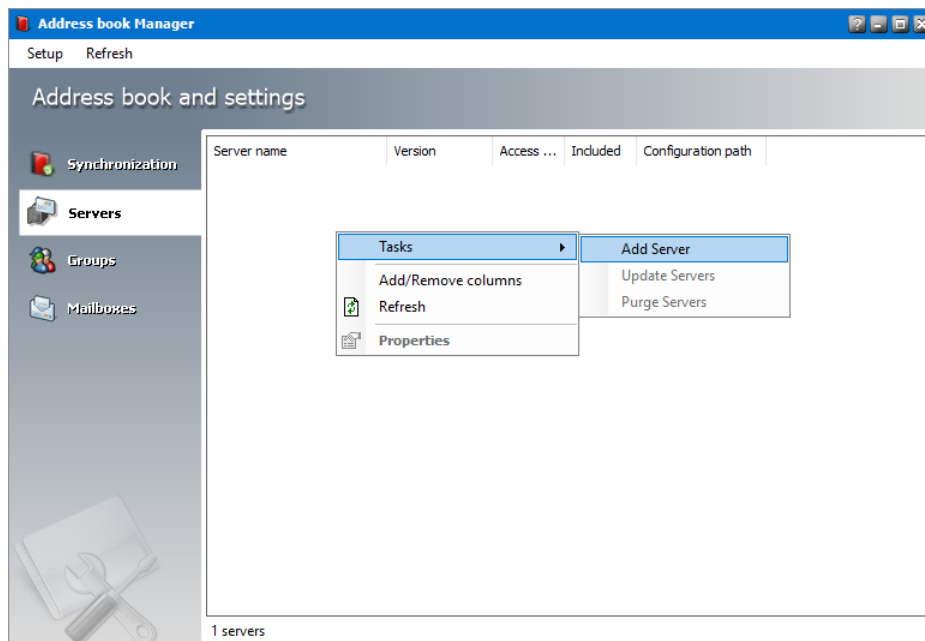 Address book Manager
Setup Refresh
Address book and settings
Synchronization
Servers
Groups
Mailboxes
Server name Version Access ... Included Configuration path
Tasks
Add/Remove columns
Refresh
Properties
Add Server
Update Servers
Purge Servers
1 servers